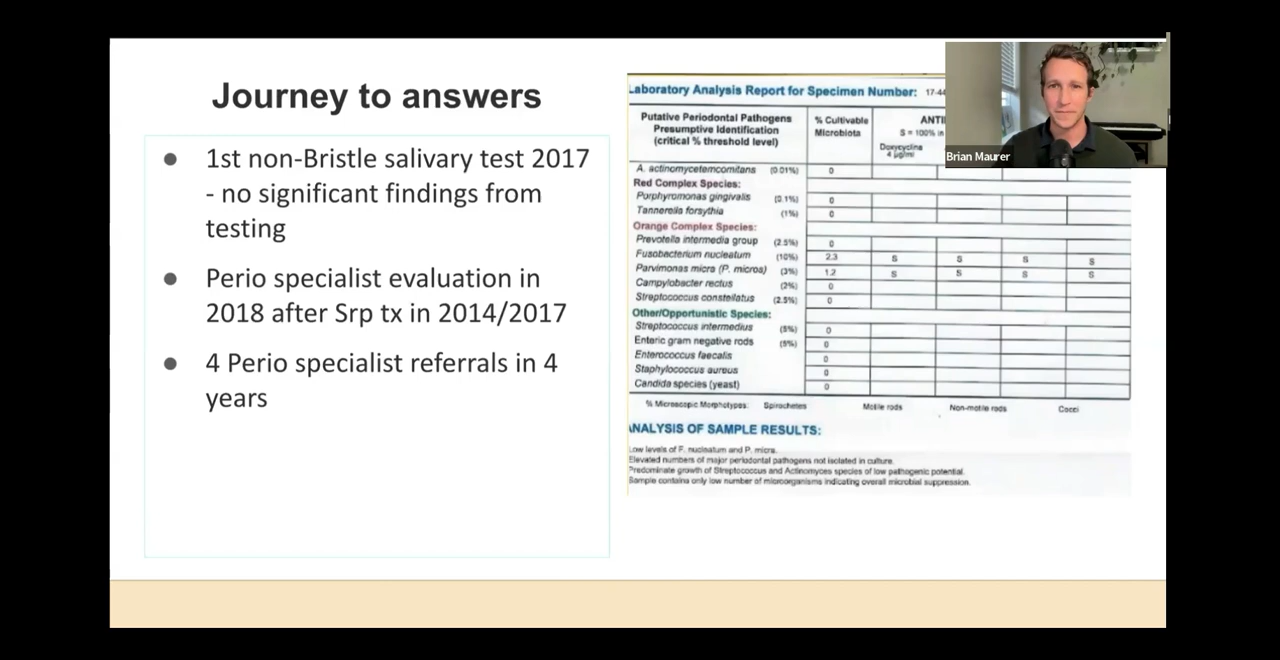 Journey to answers
● 1st non-Bristle salivary test 2017
- no significant findings from
testing
● Perio specialist evaluation in
2018 after Srp tx in 2014/2017
● 4 Perio specialist referrals in 4
years
Laboratory Analysis Report for Specimen Number: 17-44
Putative Periodontal Pathogens
Presumptive Identification
(critical % threshold level)
% Cultivable
Microbiota
ANTI
S = 100% in
Doxycycline
4 µg/ml
A. actinomycetemcomitans (0.01%) 0
Red Complex Species:
Porphyromonas gingivalis (0.1%) 0
Tannerella forsythia (1%) 0
Orange Complex Species:
Prevotella intermedia group (2.5%) 0
Fusobacterium nucleatum (10%) 2.3 S S S S
Parvimonas micra (P. micros) (3%) 1.2 S S S S
Campylobacter rectus (2%) 0
Streptococcus constellatus (2.5%) 0
Other/Opportunistic Species:
Streptococcus intermedius (5%) 0
Enteric gram negative rods (5%) 0
Enterococcus faecalis 0
Staphylococcus aureus 0
Candida species (yeast) 0
% Microscopic Morphotypes: Spirochetes Motile rods Non-motile rods Cocci
ANALYSIS OF SAMPLE RESULTS:
Low levels of F. nucinatum and P. micra.
Elevated numbers of major periodontal pathogens not isolated in culture.
Predominate growth of Streptococcus and Actinomyces species of low pathogenic potential.
Sample contains only low number of microorganisms indicating overall microbial suppression.
Brian Maurer